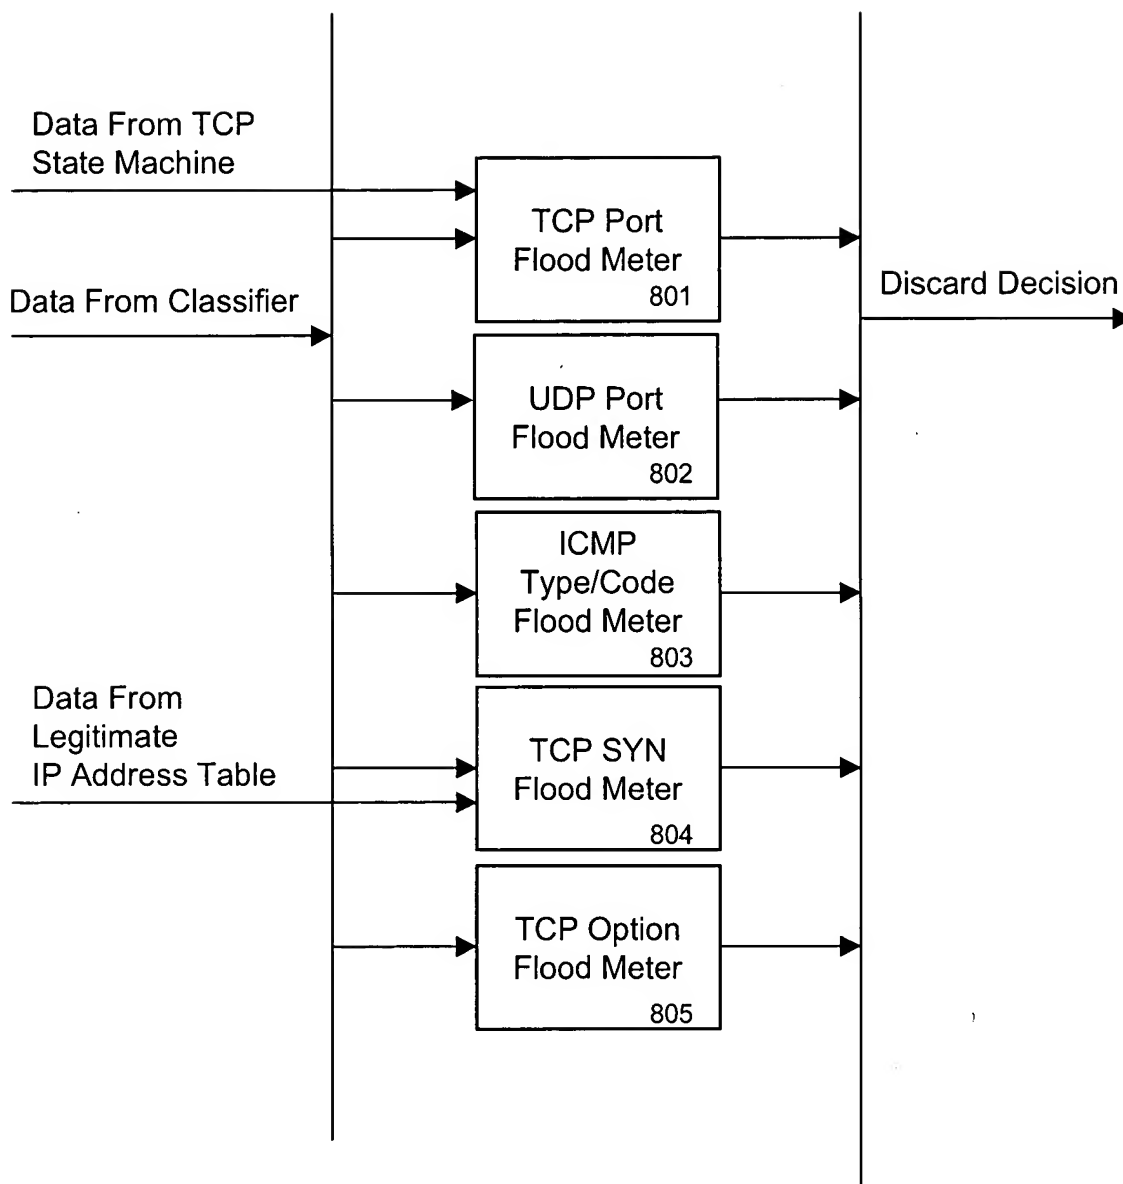 Data From TCP
State Machine
TCP Port
Flood Meter
801
Data From Classifier
Discard Decision
UDP Port
Flood Meter
802
ICMP
Type/Code
Flood Meter
803
Data From
Legitimate
IP Address Table
TCP SYN
Flood Meter
804
TCP Option
Flood Meter
805